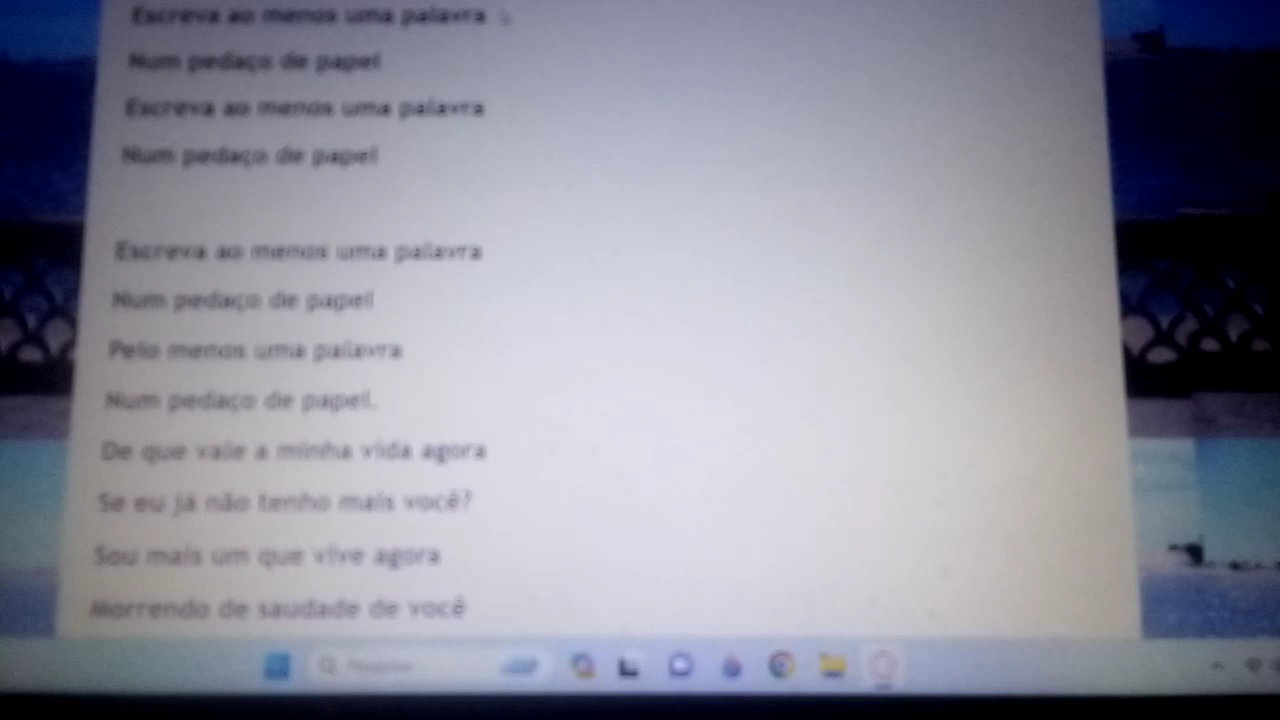 Escreva ao menos uma palavra
Num pedaço de papel
Escreva ao menos uma palavra
Num pedaço de papel
Escreva ao menos uma palavra
Num pedaço de papel
Pelo menos uma palavra
Num pedaço de papel.
De que vale a minha vida agora
Se eu já não tenho mais você?
Sou mais um que vive agora
Morrendo de saudade de você
Pesquisar